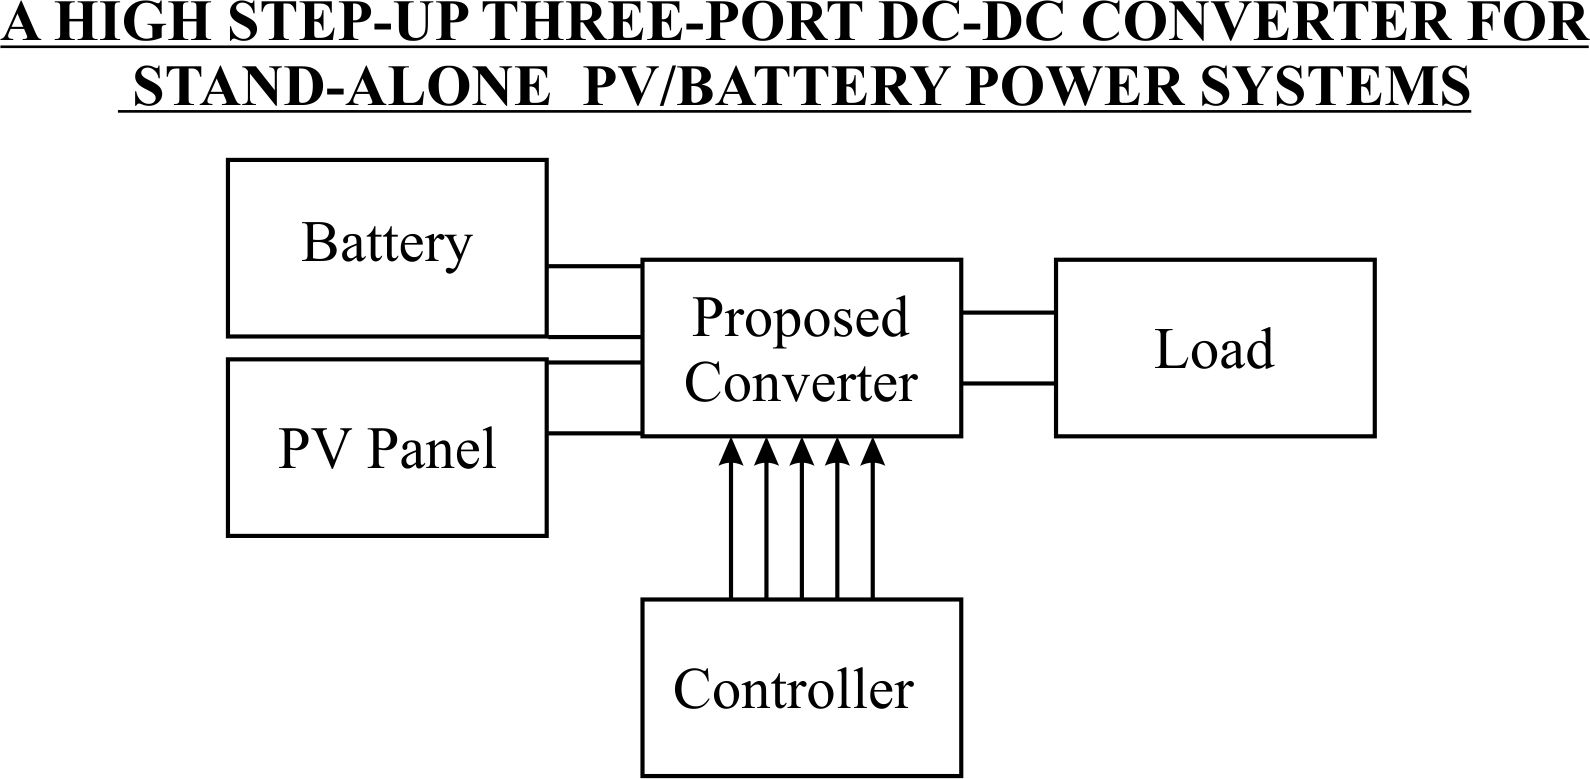 A HIGH STEP-UP THREE-PORT DC-DC CONVERTER FOR
STAND-ALONE PV/BATTERY POWER SYSTEMS
Battery
PV Panel
Proposed
Converter
Load
Controller